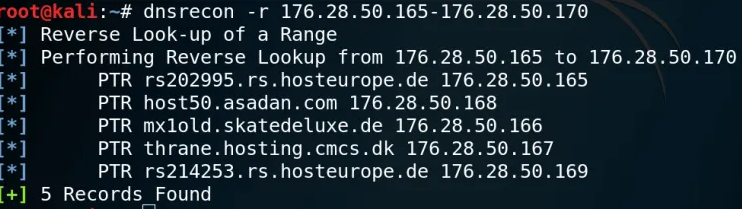 root@kali:~# dnsrecon -r 176.28.50.165-176.28.50.170
[*] Reverse Look-up of a Range
[*] Performing Reverse Lookup from 176.28.50.165 to 176.28.50.170
[*] PTR rs202995.rs.hosteurope.de 176.28.50.165
[*] PTR host50.asadan.com 176.28.50.168
[*] PTR mx1old.skatedeluxe.de 176.28.50.166
[*] PTR thrane.hosting.cmcs.dk 176.28.50.167
[*] PTR rs214253.rs.hosteurope.de 176.28.50.169
[+] 5 Records Found